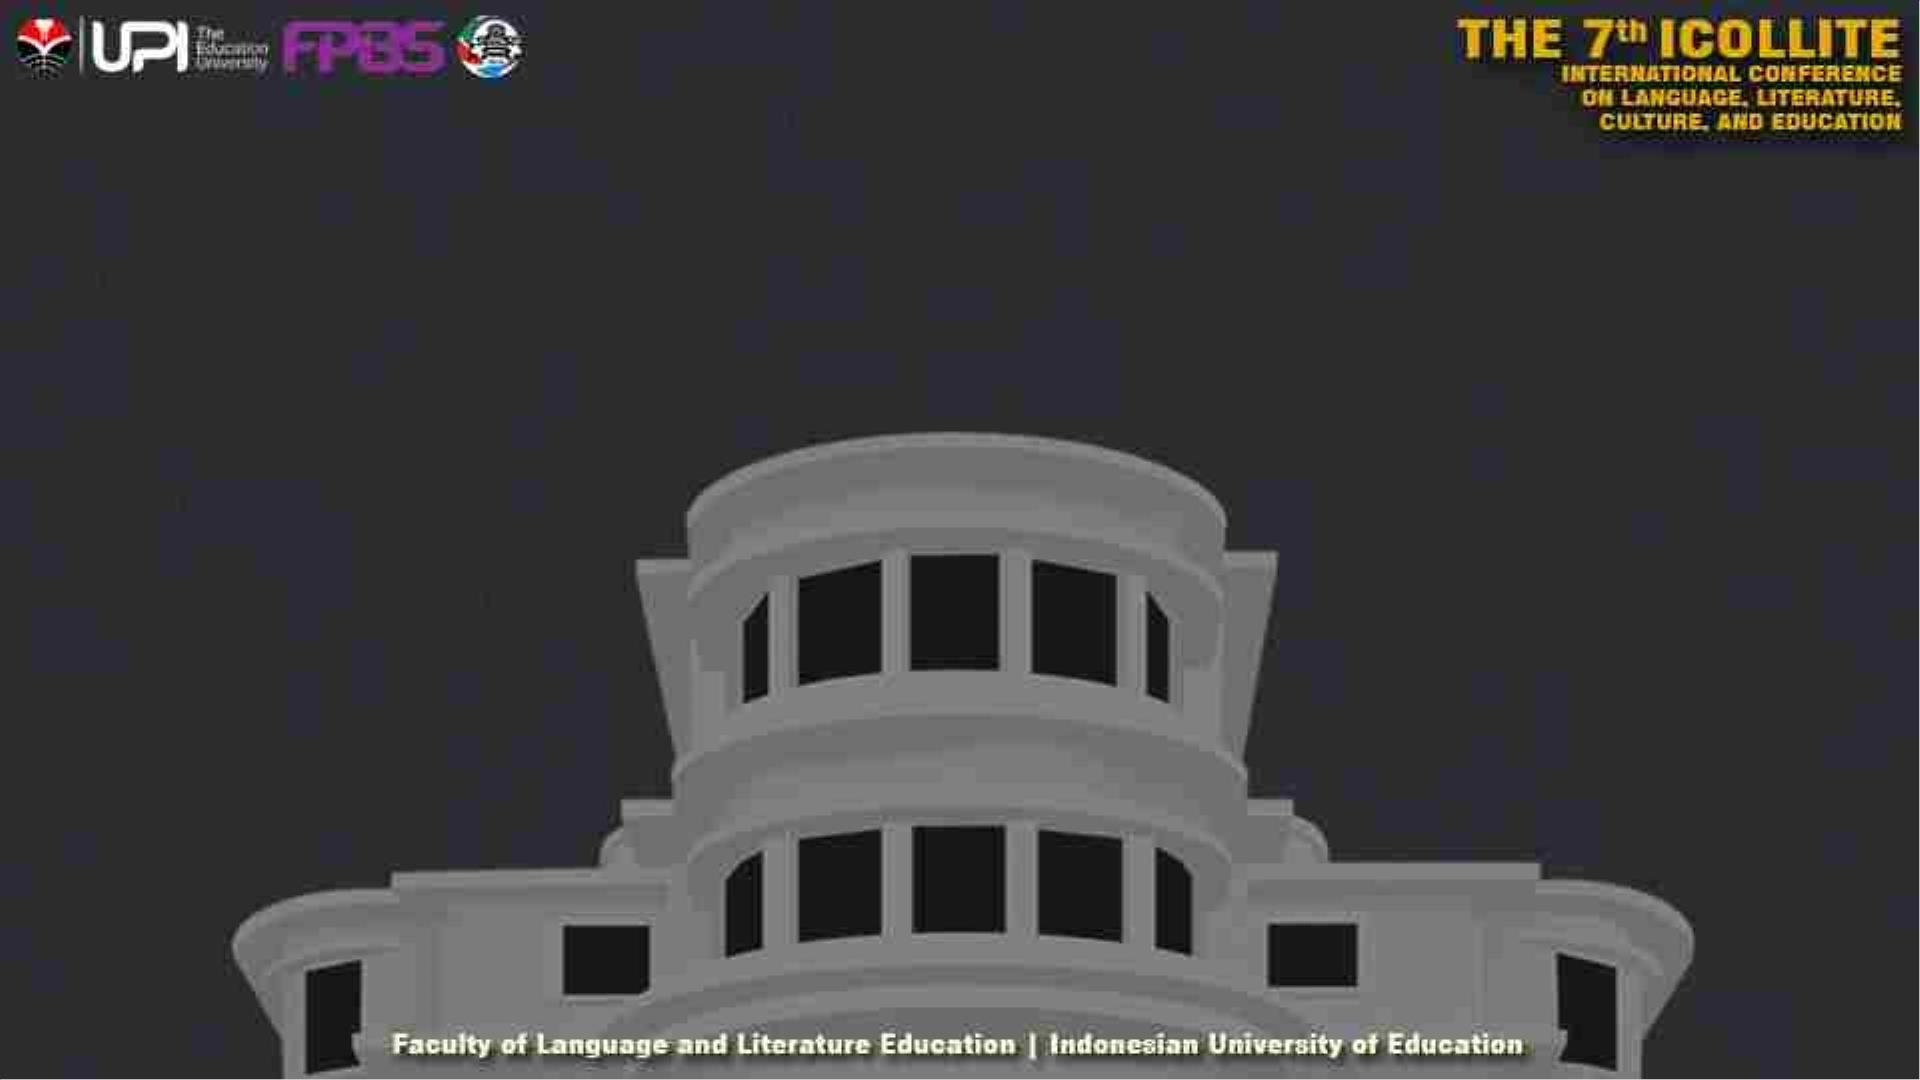 UPI
The
Education
University
FPBS
THE 7th ICOLLITE
INTERNATIONAL CONFERENCE
ON LANGUAGE, LITERATURE,
CULTURE, AND EDUCATION
Faculty of Language and Literature Education | Indonesian University of Education